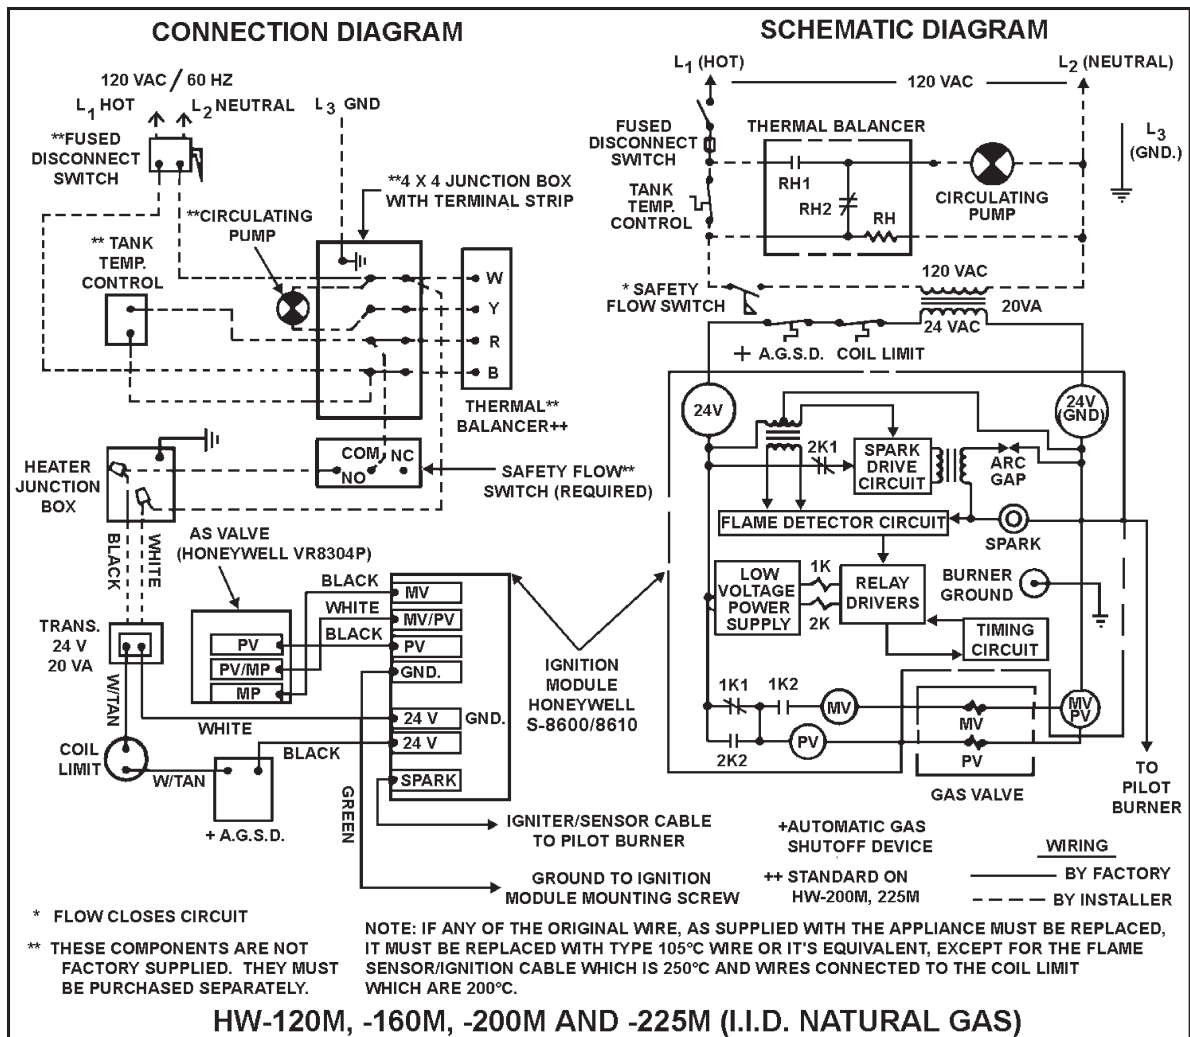 CONNECTION DIAGRAM
120 VAC / 60 HZ
L1 HOT
L2 NEUTRAL
L3 GND
**FUSED
DISCONNECT
SWITCH
**4 X 4 JUNCTION BOX
WITH TERMINAL STRIP
**CIRCULATING
PUMP
** TANK
TEMP.
CONTROL
W
Y
R
B
THERMAL**
BALANCER++
COM
NC
NO
SAFETY FLOW**
SWITCH (REQUIRED)
HEATER
JUNCTION
BOX
BLACK
WHITE
AS VALVE
(HONEYWELL VR8304P)
BLACK
WHITE
BLACK
MV
MV/PV
PV
GND.
24 V
GND.
24 V
SPARK
PV
PV/MP
MP
TRANS.
24 V
20 VA
W/TAN
WHITE
COIL
LIMIT
W/TAN
BLACK
+ A.G.S.D.
GREEN
IGNITION
MODULE
HONEYWELL
S-8600/8610
IGNITER/SENSOR CABLE
TO PILOT BURNER
GROUND TO IGNITION
MODULE MOUNTING SCREW
SCHEMATIC DIAGRAM
L1 (HOT)
120 VAC
L2 (NEUTRAL)
FUSED
DISCONNECT
SWITCH
THERMAL BALANCER
L3
(GND.)
RH1
RH2
RH
CIRCULATING
PUMP
TANK
TEMP.
CONTROL
* SAFETY
FLOW SWITCH
120 VAC
20VA
24 VAC
+ A.G.S.D.
COIL LIMIT
24V
24V
(GND)
2K1
SPARK
DRIVE
CIRCUIT
ARC
GAP
FLAME DETECTOR CIRCUIT
SPARK
LOW
VOLTAGE
POWER
SUPPLY
1K
2K
RELAY
DRIVERS
BURNER
GROUND
TIMING
CIRCUIT
1K1
1K2
MV
MV
MV
PV
2K2
PV
PV
GAS VALVE
TO
PILOT
BURNER
+AUTOMATIC GAS
SHUTOFF DEVICE
++ STANDARD ON
HW-200M, 225M
WIRING
BY FACTORY
BY INSTALLER
* FLOW CLOSES CIRCUIT
** THESE COMPONENTS ARE NOT
FACTORY SUPPLIED. THEY MUST
BE PURCHASED SEPARATELY.
NOTE: IF ANY OF THE ORIGINAL WIRE, AS SUPPLIED WITH THE APPLIANCE MUST BE REPLACED,
IT MUST BE REPLACED WITH TYPE 105°C WIRE OR IT'S EQUIVALENT, EXCEPT FOR THE FLAME
SENSOR/IGNITION CABLE WHICH IS 250°C AND WIRES CONNECTED TO THE COIL LIMIT
WHICH ARE 200°C.
HW-120M, -160M, -200M AND -225M (I.I.D. NATURAL GAS)